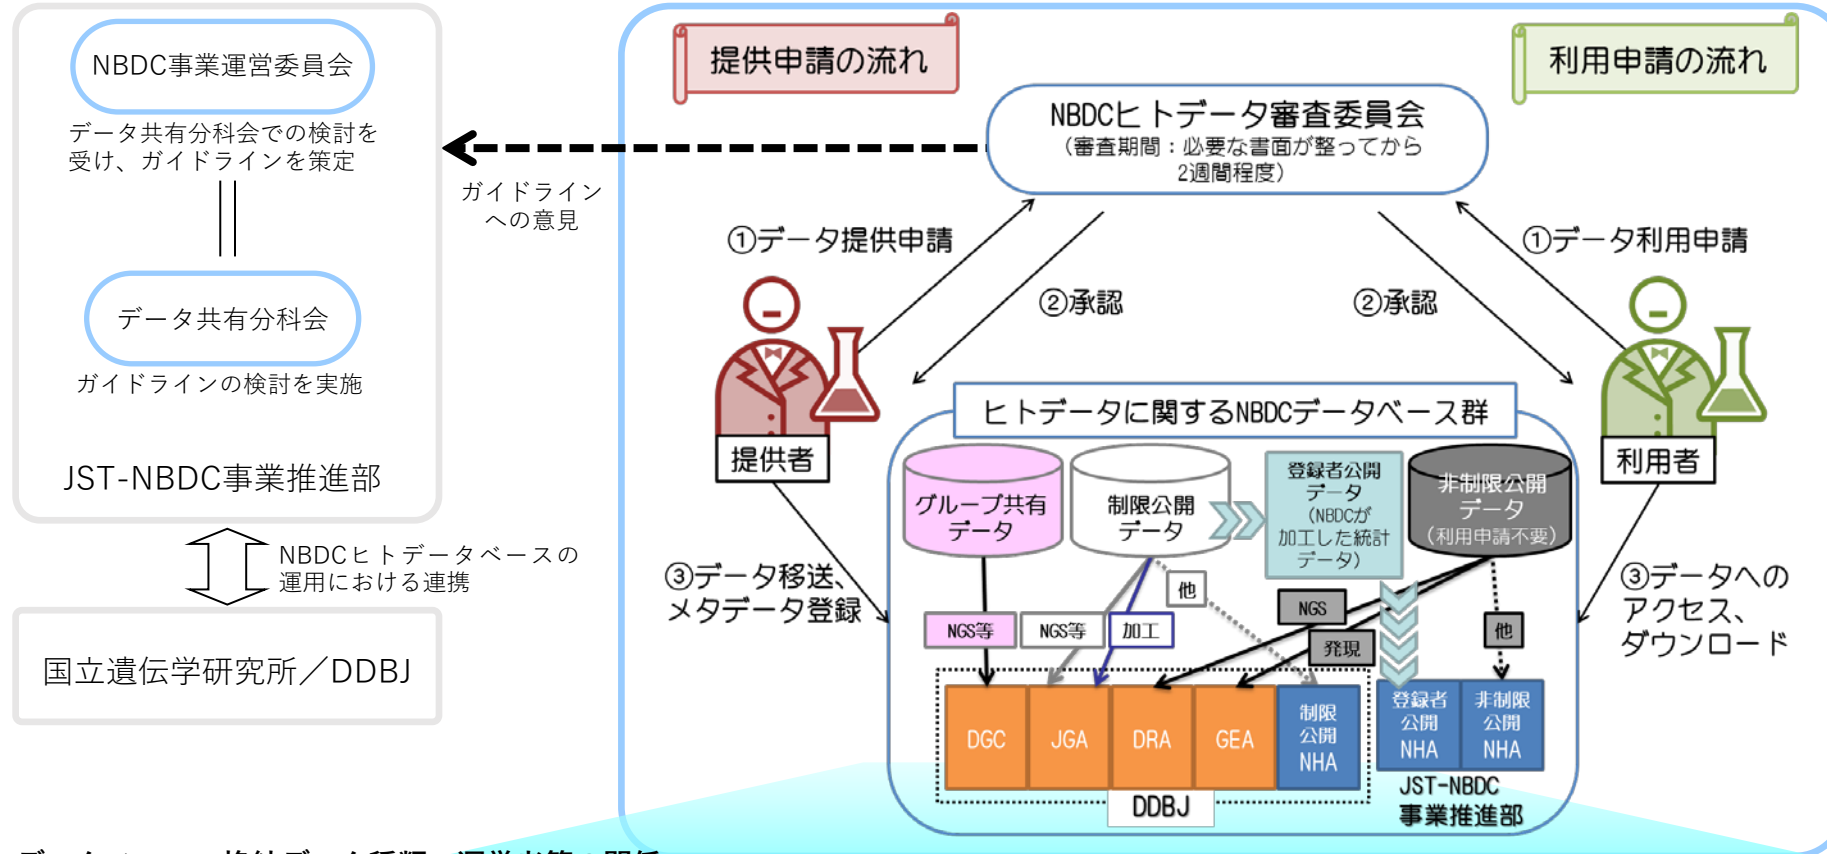 NBDC事業運営委員会
データ共有分科会での検討を
受け、ガイドラインを策定
データ共有分科会
ガイドラインの検討を実施
JST-NBDC事業推進部
NBDCヒトデータベースの
運用における連携
国立遺伝学研究所／DDBJ
ガイドライン
への意見
提供申請の流れ
利用申請の流れ
NBDCヒトデータ審査委員会
（審査期間：必要な書面が整ってから
2週間程度）
①データ提供申請
②承認
②承認
①データ利用申請
提供者
利用者
③データ移送、
メタデータ登録
③データへの
アクセス、
ダウンロード
ヒトデータに関するNBDCデータベース群
グループ共有
データ
制限公開
データ
登録者公開
データ
（NBDCが
加工した統計
データ）
非制限公開
データ
（利用申請不要）
NGS等
NGS等
加工
他
NGS
発現
他
DGC
JGA
DRA
GEA
制限
公開
NHA
登録者
公開
NHA
非制限
公開
NHA
DDBJ
JST-NBDC
事業推進部